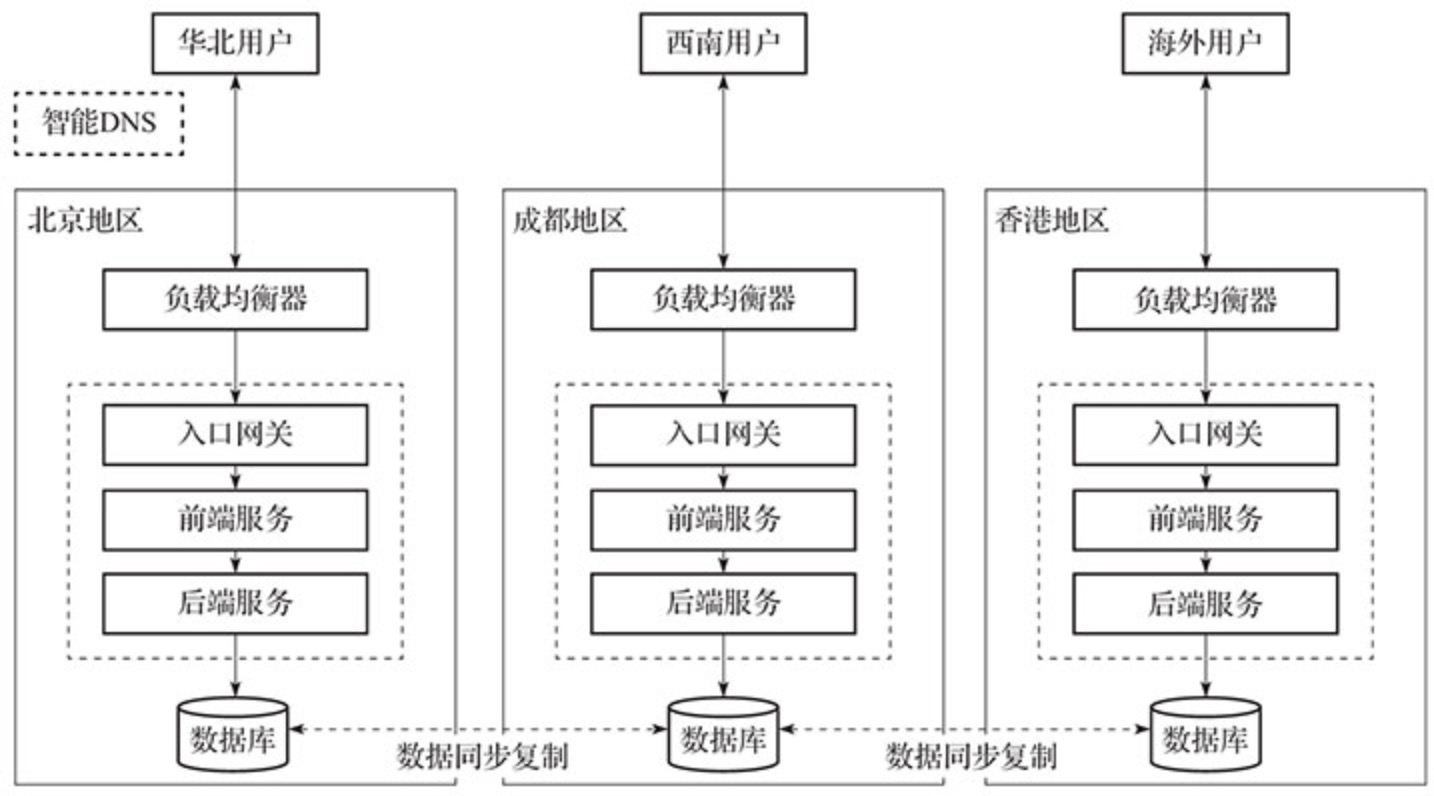 华北用户
西南用户
海外用户
智能DNS
北京地区
成都地区
香港地区
负载均衡器
负载均衡器
负载均衡器
入口网关
入口网关
入口网关
前端服务
前端服务
前端服务
后端服务
后端服务
后端服务
数据库
数据库
数据库
数据同步复制
数据同步复制